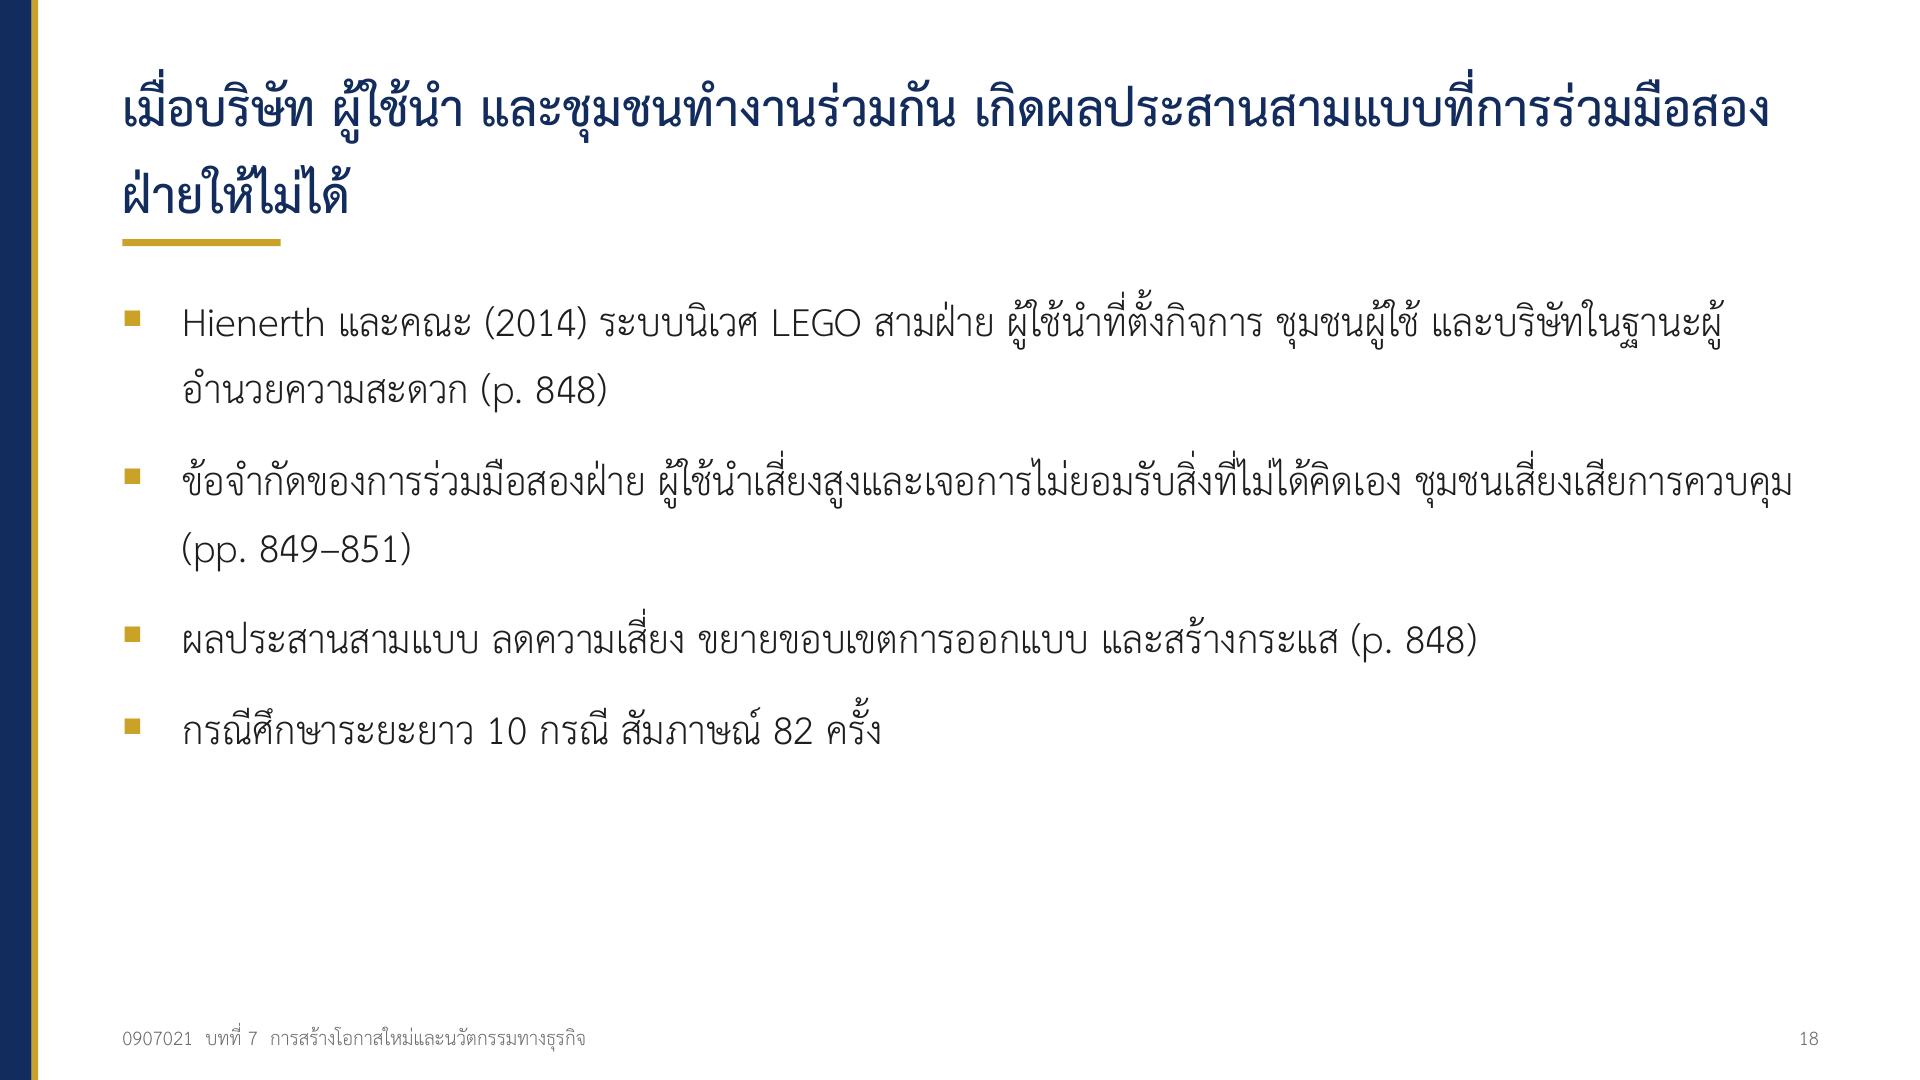 เมื่อบริษัท ผู้ใช้นำ และชุมชนทำงานร่วมกัน เกิดผลประสานสามแบบที่การร่วมมือสอง
ฝ่ายให้ไม่ได้
Hienerth และคณะ (2014) ระบบนิเวศ LEGO สามฝ่าย ผู้ใช้นำที่ตั้งกิจการ ชุมชนผู้ใช้ และบริษัทในฐานะผู้
อำนวยความสะดวก (p. 848)
ข้อจำกัดของการร่วมมือสองฝ่าย ผู้ใช้นำเสี่ยงสูงและเจอการไม่ยอมรับสิ่งที่ไม่ได้คิดเอง ชุมชนเสี่ยงเสียการควบคุม
(pp. 849–851)
ผลประสานสามแบบ ลดความเสี่ยง ขยายขอบเขตการออกแบบ และสร้างกระแส (p. 848)
กรณีศึกษาระยะยาว 10 กรณี สัมภาษณ์ 82 ครั้ง
0907021 บทที่ 7 การสร้างโอกาสใหม่และนวัตกรรมทางธุรกิจ
18